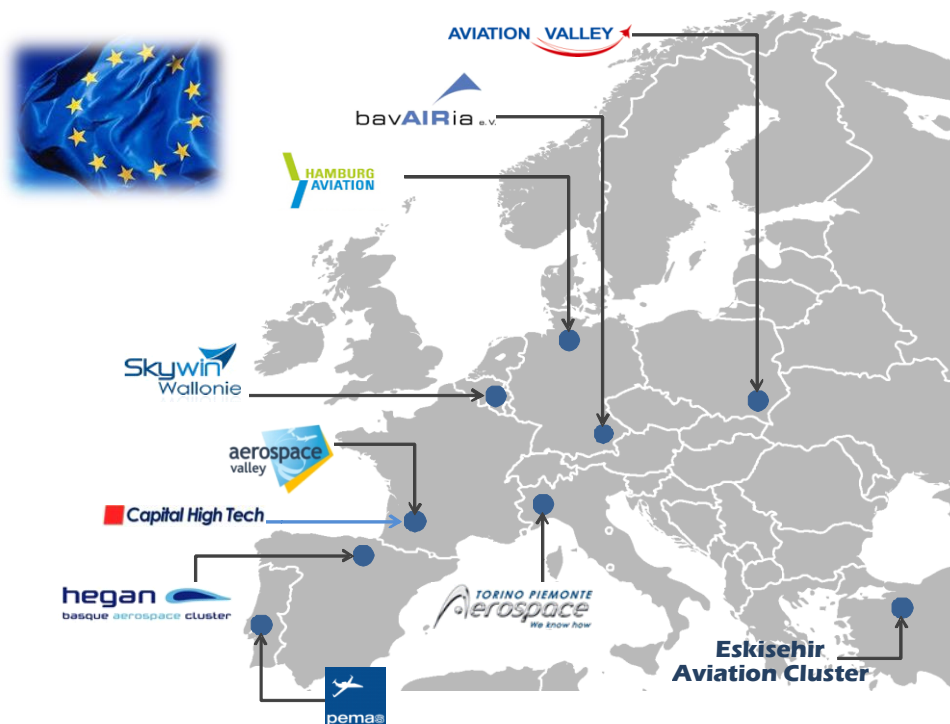 AVIATION VALLEY
bavAIRia e.V.
HAMBURG
AVIATION
Skywin
Wallonie
aerospace
valley
Capital High Tech
hegan
basque aerospace cluster
TORINO PIEMONTE
Aerospace
We know how
Eskisehir
Aviation Cluster
pemas